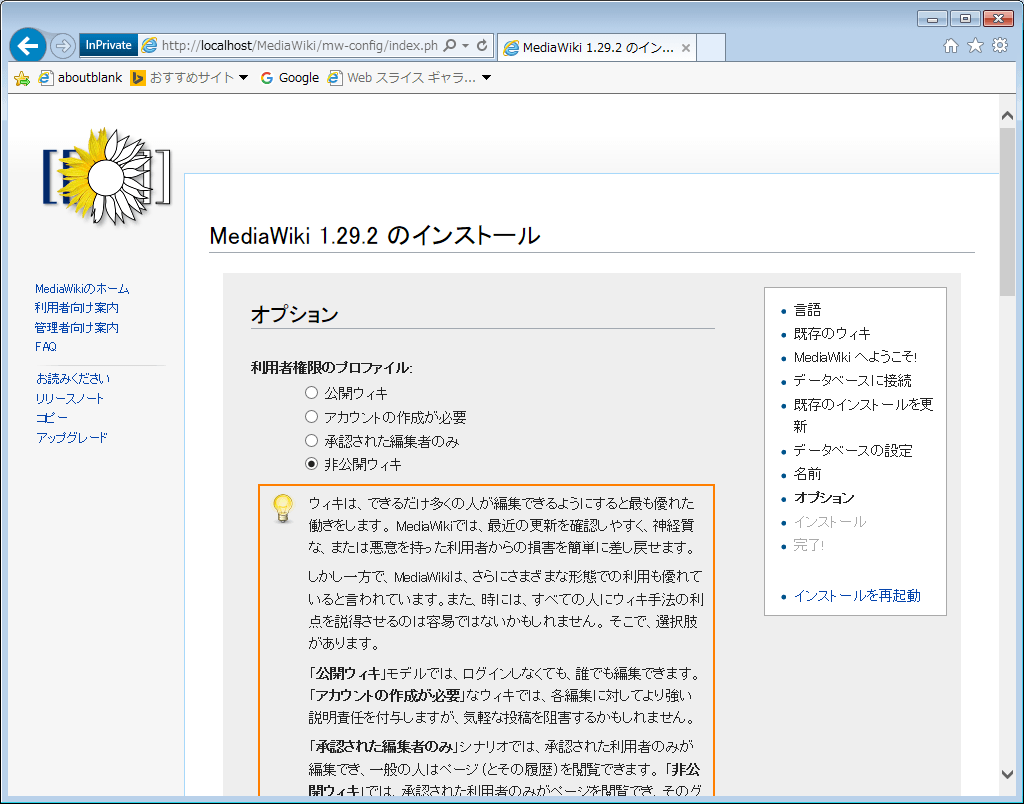 InPrivate
http://localhost/MediaWiki/mw-config/index.ph
MediaWiki 1.29.2 のイン...
aboutblank
おすすめサイト
Google
Web スライス ギャラ...
MediaWikiのホーム
利用者向け案内
管理者向け案内
FAQ
お読みください
リリースノート
コピー
アップグレード
MediaWiki 1.29.2 のインストール
オプション
利用者権限のプロファイル:
公開ウィキ
アカウントの作成が必要
承認された編集者のみ
非公開ウィキ
ウィキは、できるだけ多くの人が編集できるようにすると最も優れた
働きをします。MediaWikiでは、最近の更新を確認しやすく、神経質
な、または悪意を持った利用者からの損害を簡単に差し戻せます。
しかし一方で、MediaWikiは、さらにさまざまな形態での利用も優れて
いると言われています。また、時には、すべての人にウィキ手法の利
点を説得させるのは容易ではないかもしれません。そこで、選択肢
があります。
「公開ウィキ」モデルでは、ログインしなくても、誰でも編集できます。
「アカウントの作成が必要」なウィキでは、各編集に対してより強い
説明責任を付与しますが、気軽な投稿を阻害するかもしれません。
「承認された編集者のみ」シナリオでは、承認された利用者のみが
編集でき、一般の人はページ(とその履歴)を閲覧できます。「非公
開ウィキ」では、承認された利用者のみがページを閲覧でき、そのグ
言語
既存のウィキ
MediaWiki へようこそ!
データベースに接続
既存のインストールを更
新
データベースの設定
名前
オプション
インストール
完了!
インストールを再起動